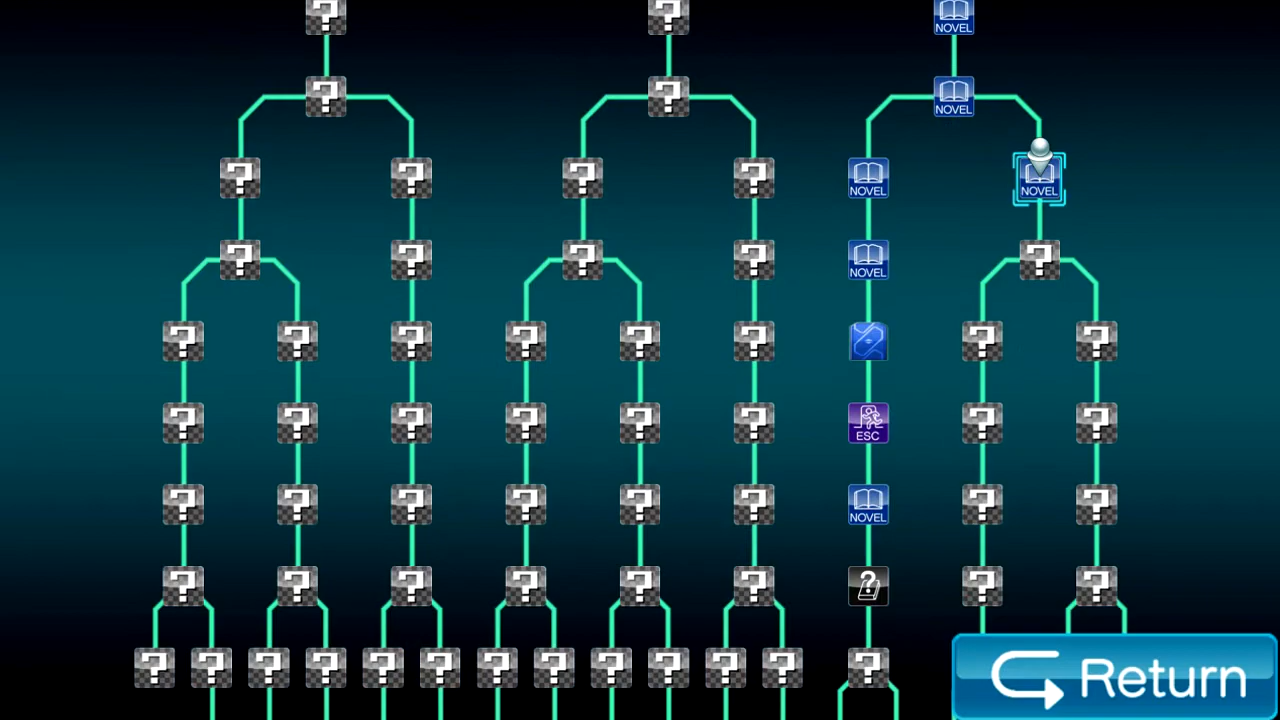 ? ? NOVEL
? ? NOVEL
? ? ? ? NOVEL NOVEL
? ? ? ? NOVEL ?
? ? ? ? ? ? ? ?
? ? ? ? ? ? ESC ? ?
? ? ? ? ? ? NOVEL ? ?
? ? ? ? ? ? ? ? ?
? ? ? ? ? ? ? ? ? ? ? ? ?
Return